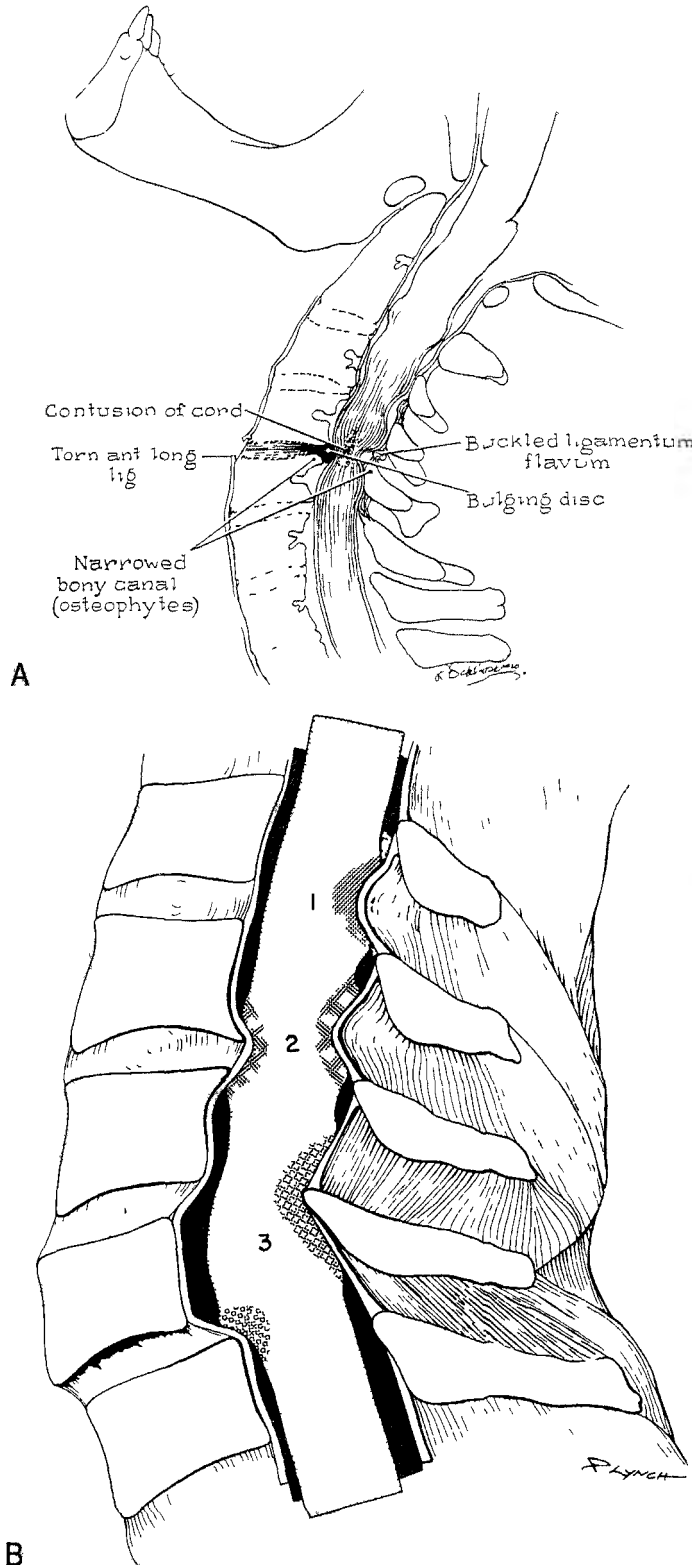 Contusion of cord
Torn ant long
lig
Narrowed
bony canal
(osteophytes)
Buckled ligamentum
flavum
Bulging disc
A
1
2
3
LYNCH
B